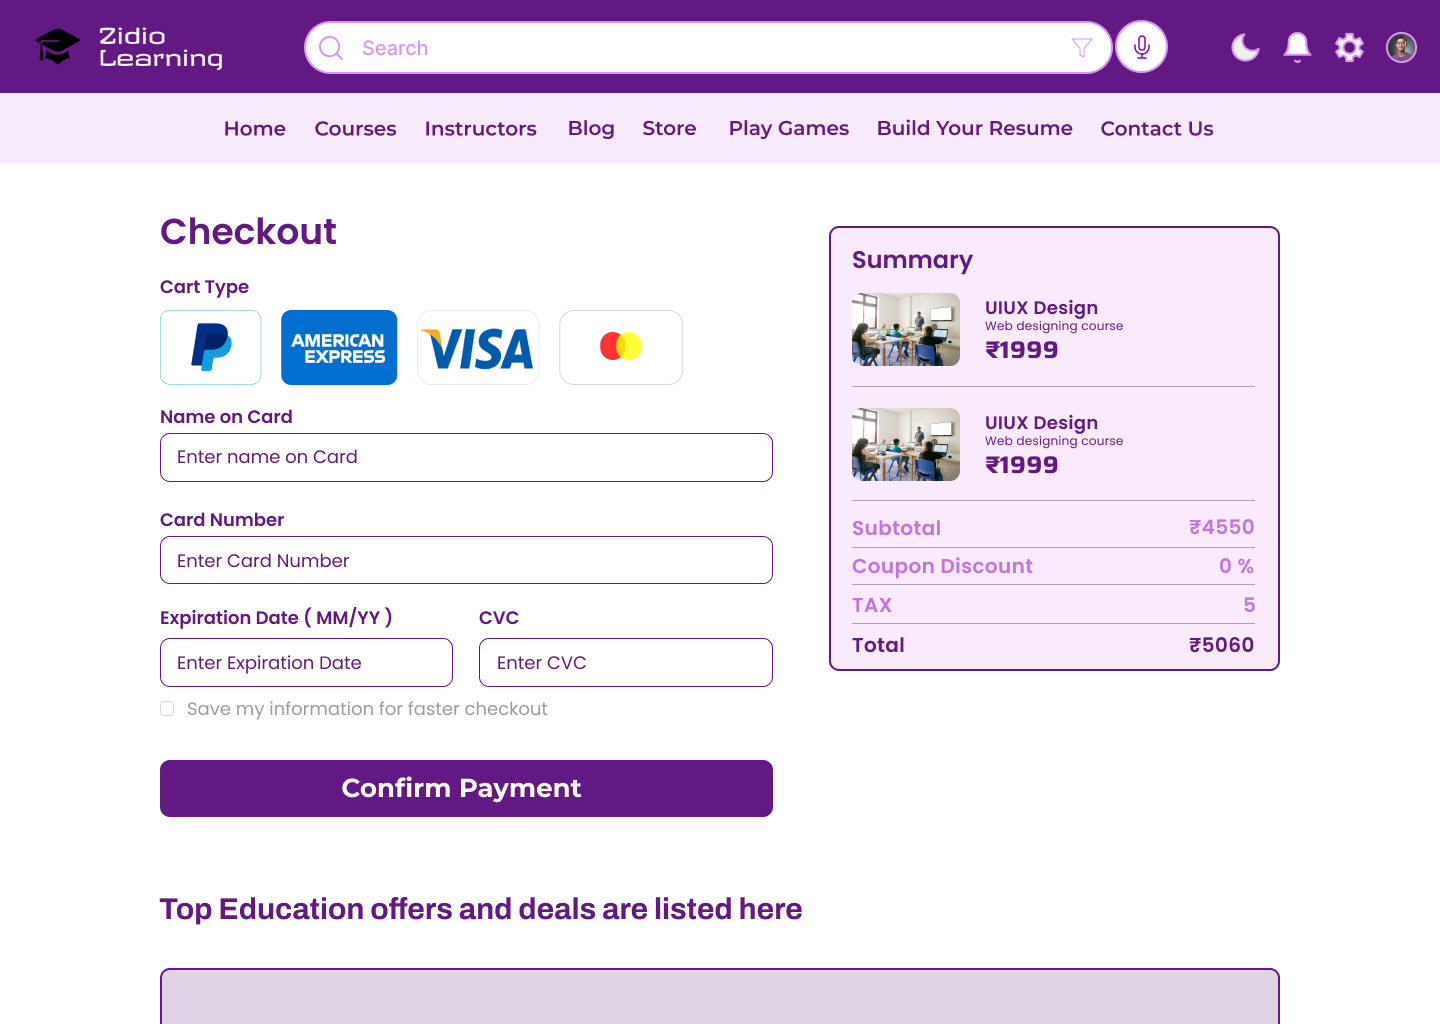 Zidio
Learning
Search
Home Courses Instructors Blog Store Play Games Build Your Resume Contact Us
Checkout
Cart Type
AMERICAN
EXPRESS
VISA
Name on Card
Enter name on Card
Card Number
Enter Card Number
Expiration Date ( MM/YY ) CVC
Enter Expiration Date Enter CVC
Save my information for faster checkout
Confirm Payment
Summary
UIUX Design
Web designing course
₹1999
UIUX Design
Web designing course
₹1999
Subtotal ₹4550
Coupon Discount 0 %
TAX 5
Total ₹5060
Top Education offers and deals are listed here